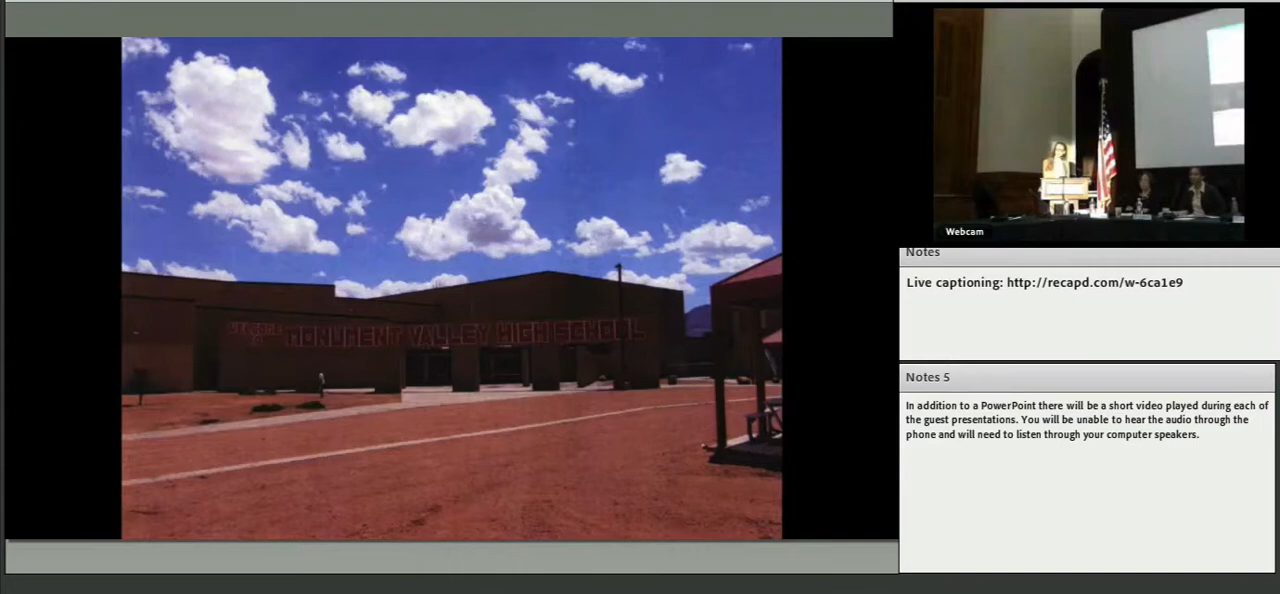 WELCOME
TO
MONUMENT VALLEY HIGH SCHOOL
Webcam
Notes
Live captioning: http://recapd.com/w-6ca1e9
Notes 5
In addition to a PowerPoint there will be a short video played during each of
the guest presentations. You will be unable to hear the audio through the
phone and will need to listen through your computer speakers.